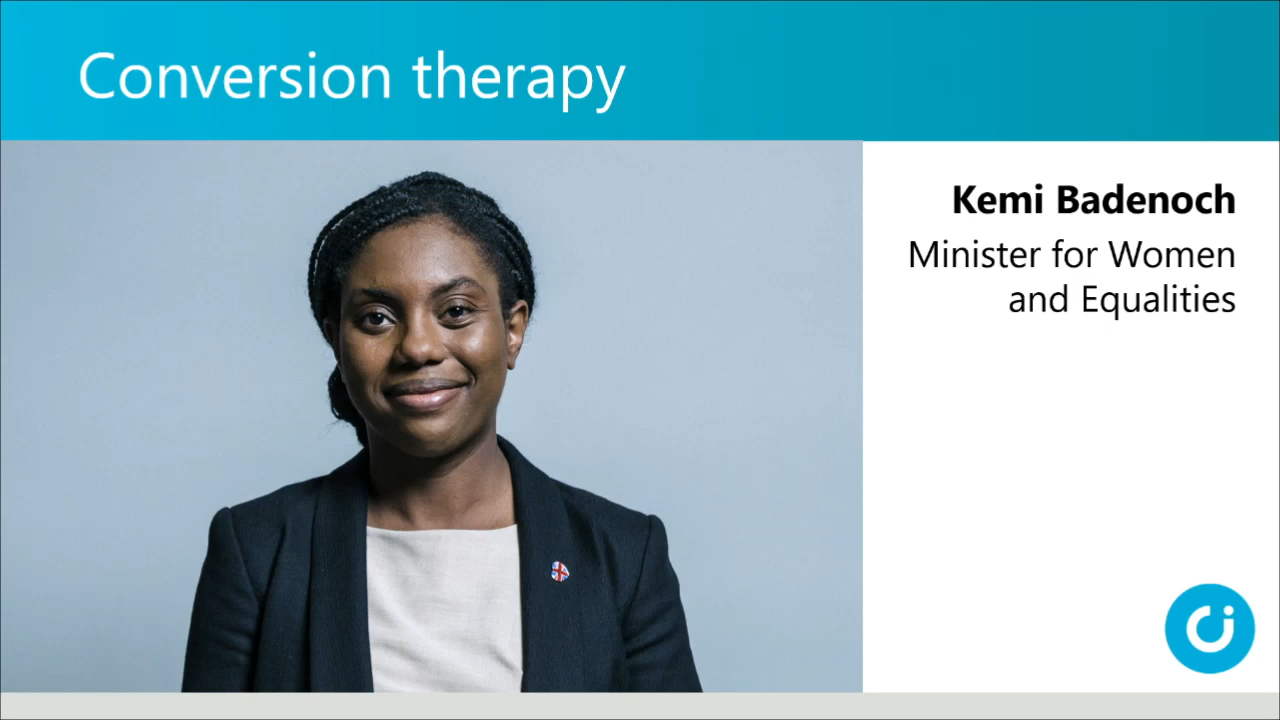 Conversion therapy
Kemi Badenoch
Minister for Women
and Equalities